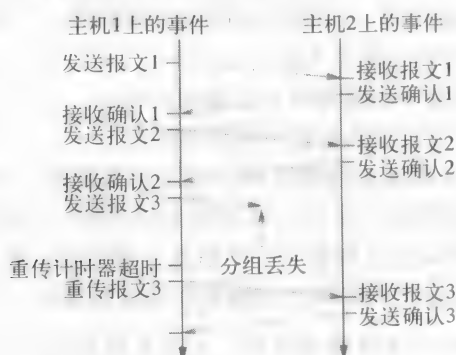 主机1上的事件 主机2上的事件
发送报文1
接收报文1
发送确认1
接收确认1
发送报文2
接收报文2
发送确认2
接收确认2
发送报文3
重传计时器超时 分组丢失
重传报文3
接收报文3
发送确认3